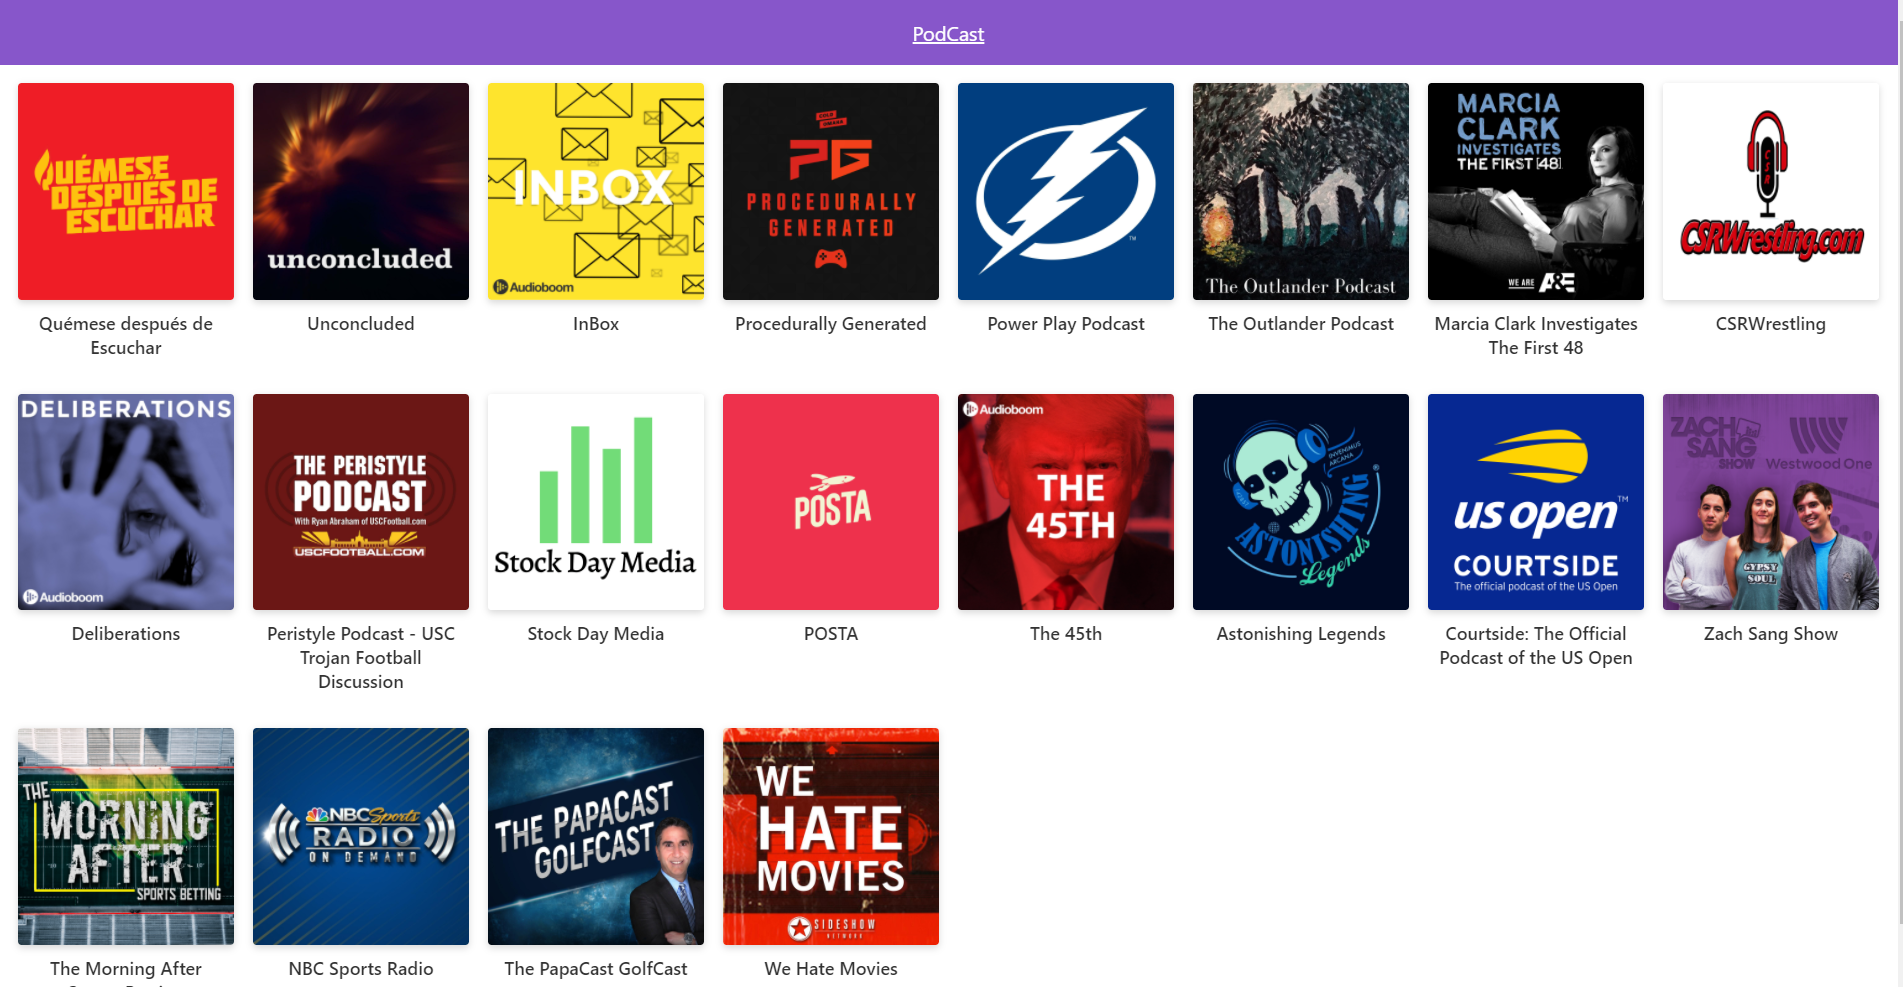 PodCast
QUÉMESE
DESPUES DE
ESCUCHAR
Quémese después de
Escuchar
unconcluded
Unconcluded
INBOX
Audioboom
InBox
COLD
OMAHA
PG
PROCEDURALLY
GENERATED
Procedurally Generated
TM
Power Play Podcast
The Outlander Podcast
The Outlander Podcast
MARCIA
CLARK
INVESTIGATES
THE FIRST [48]
WE ARE A&E
Marcia Clark Investigates
The First 48
CSR
CSRWrestling.com
CSRWrestling
DELIBERATIONS
Audioboom
Deliberations
THE PERISTYLE
PODCAST
With Ryan Abraham of USCFootball.com
USCFOOTBALL.COM
Peristyle Podcast - USC
Trojan Football
Discussion
Stock Day Media
Stock Day Media
POSTA
POSTA
Audioboom
THE
45TH
The 45th
INVENIMUS
ARCANA
ASTONISHING
Legends
®
Astonishing Legends
us open™
COURTSIDE
The official podcast of the US Open
Courtside: The Official
Podcast of the US Open
ZACH
SANG
SHOW
Westwood One
GYPSY
SOUL
Zach Sang Show
THE
MORNING
AFTER
SPORTS BETTING
The Morning After
NBC Sports
RADIO
ON DEMAND
NBC Sports Radio
THE PAPACAST
GOLFCAST
The PapaCast GolfCast
WE
HATE
MOVIES
SIDESHOW
NETWORK
We Hate Movies